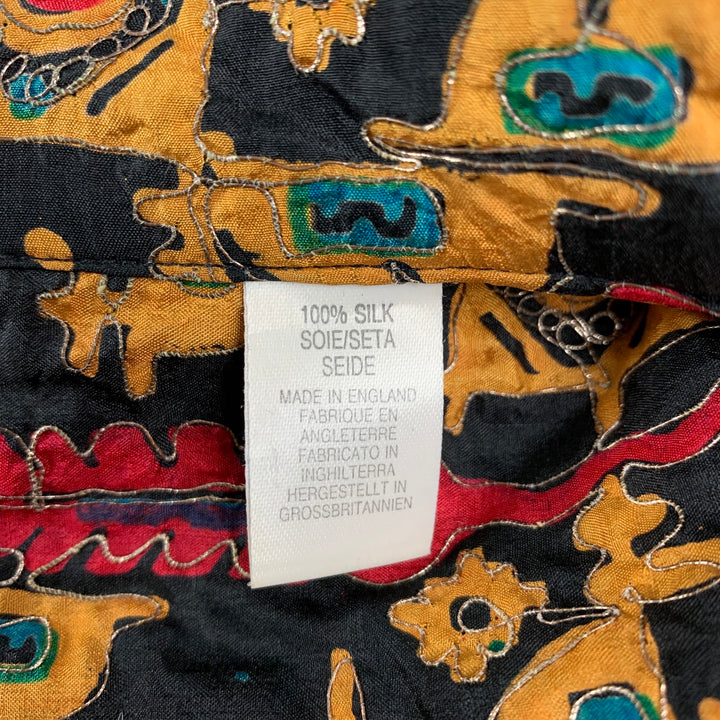 100% SILK
SOIE/SETA
SEIDE
MADE IN ENGLAND
FABRIQUE EN
ANGLETERRE
FABRICATO IN
INGHILTERRA
HERGESTELLT IN
GROSSBRITANNIEN